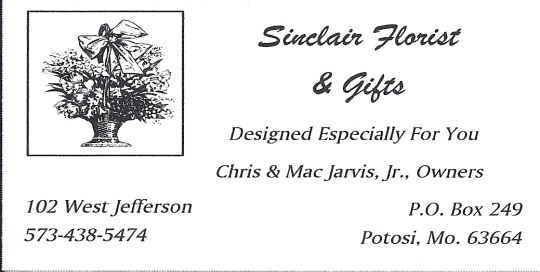 Sinclair Florist
& Gifts
Designed Especially For You
Chris & Mac Jarvis, Jr., Owners
102 West Jefferson
573-438-5474
P.O. Box 249
Potosi, Mo. 63664